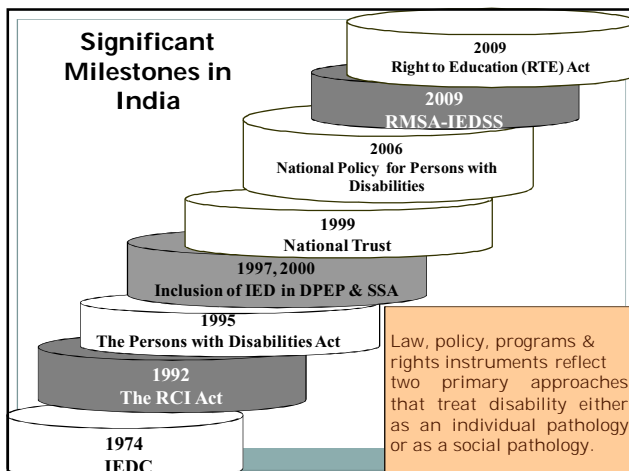 Significant
Milestones in
India
2009
Right to Education (RTE) Act
2009
RMSA-IEDSS
2006
National Policy for Persons with
Disabilities
1999
National Trust
1997, 2000
Inclusion of IED in DPEP & SSA
1995
The Persons with Disabilities Act
1992
The RCI Act
1974
IEDC
Law, policy, programs &
rights instruments reflect
two primary approaches
that treat disability either
as an individual pathology
or as a social pathology.